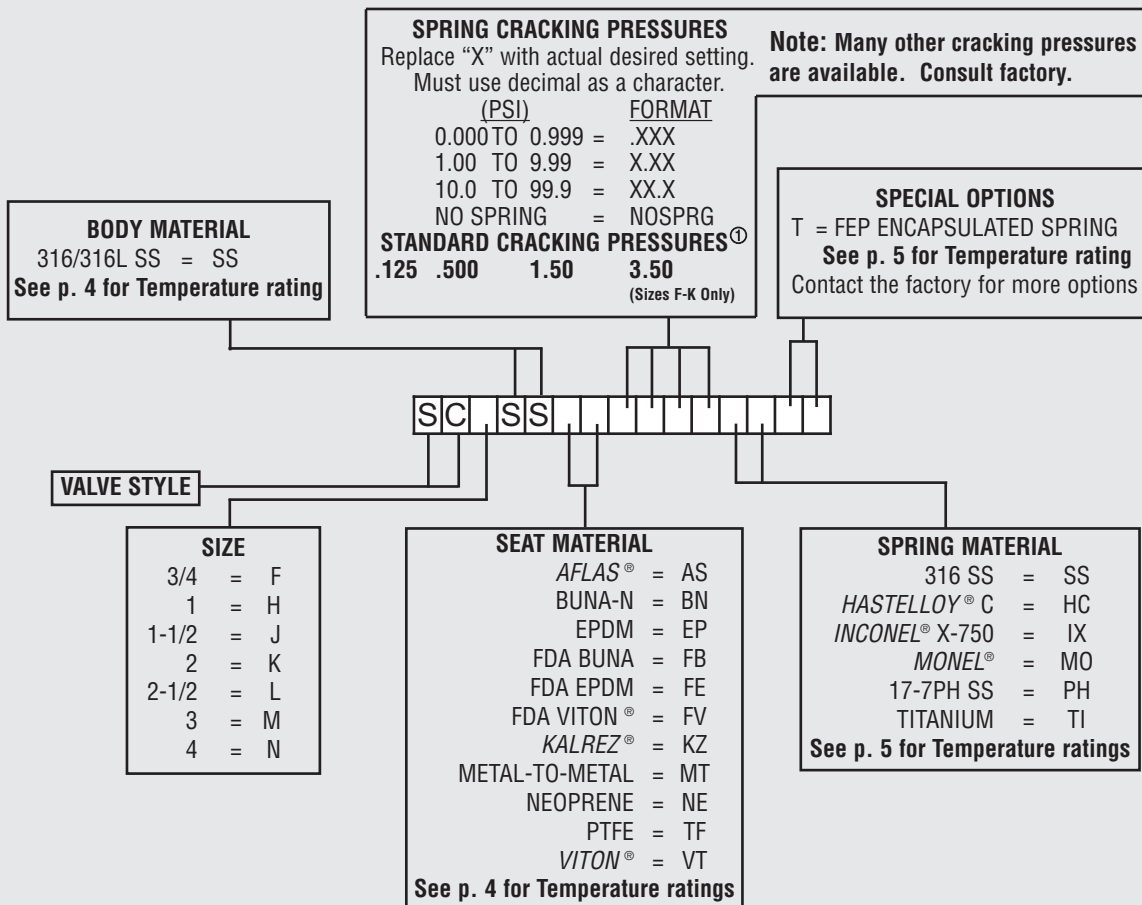 SPRING CRACKING PRESSURES
Replace “X” with actual desired setting.
Must use decimal as a character.
(PSI) FORMAT
0.000 TO 0.999 = .XXX
1.00 TO 9.99 = X.XX
10.0 TO 99.9 = XX.X
NO SPRING = NOSPRG
STANDARD CRACKING PRESSURES①
.125 .500 1.50 3.50
(Sizes F-K Only)
Note: Many other cracking pressures
are available. Consult factory.
BODY MATERIAL
316/316L SS = SS
See p. 4 for Temperature rating
SPECIAL OPTIONS
T = FEP ENCAPSULATED SPRING
See p. 5 for Temperature rating
Contact the factory for more options
S C S S
VALVE STYLE
SIZE
3/4 = F
1 = H
1-1/2 = J
2 = K
2-1/2 = L
3 = M
4 = N
SEAT MATERIAL
AFLAS ® = AS
BUNA-N = BN
EPDM = EP
FDA BUNA = FB
FDA EPDM = FE
FDA VITON ® = FV
KALREZ ® = KZ
METAL-TO-METAL = MT
NEOPRENE = NE
PTFE = TF
VITON ® = VT
See p. 4 for Temperature ratings
SPRING MATERIAL
316 SS = SS
HASTELLOY ® C = HC
INCONEL® X-750 = IX
MONEL® = MO
17-7PH SS = PH
TITANIUM = TI
See p. 5 for Temperature ratings